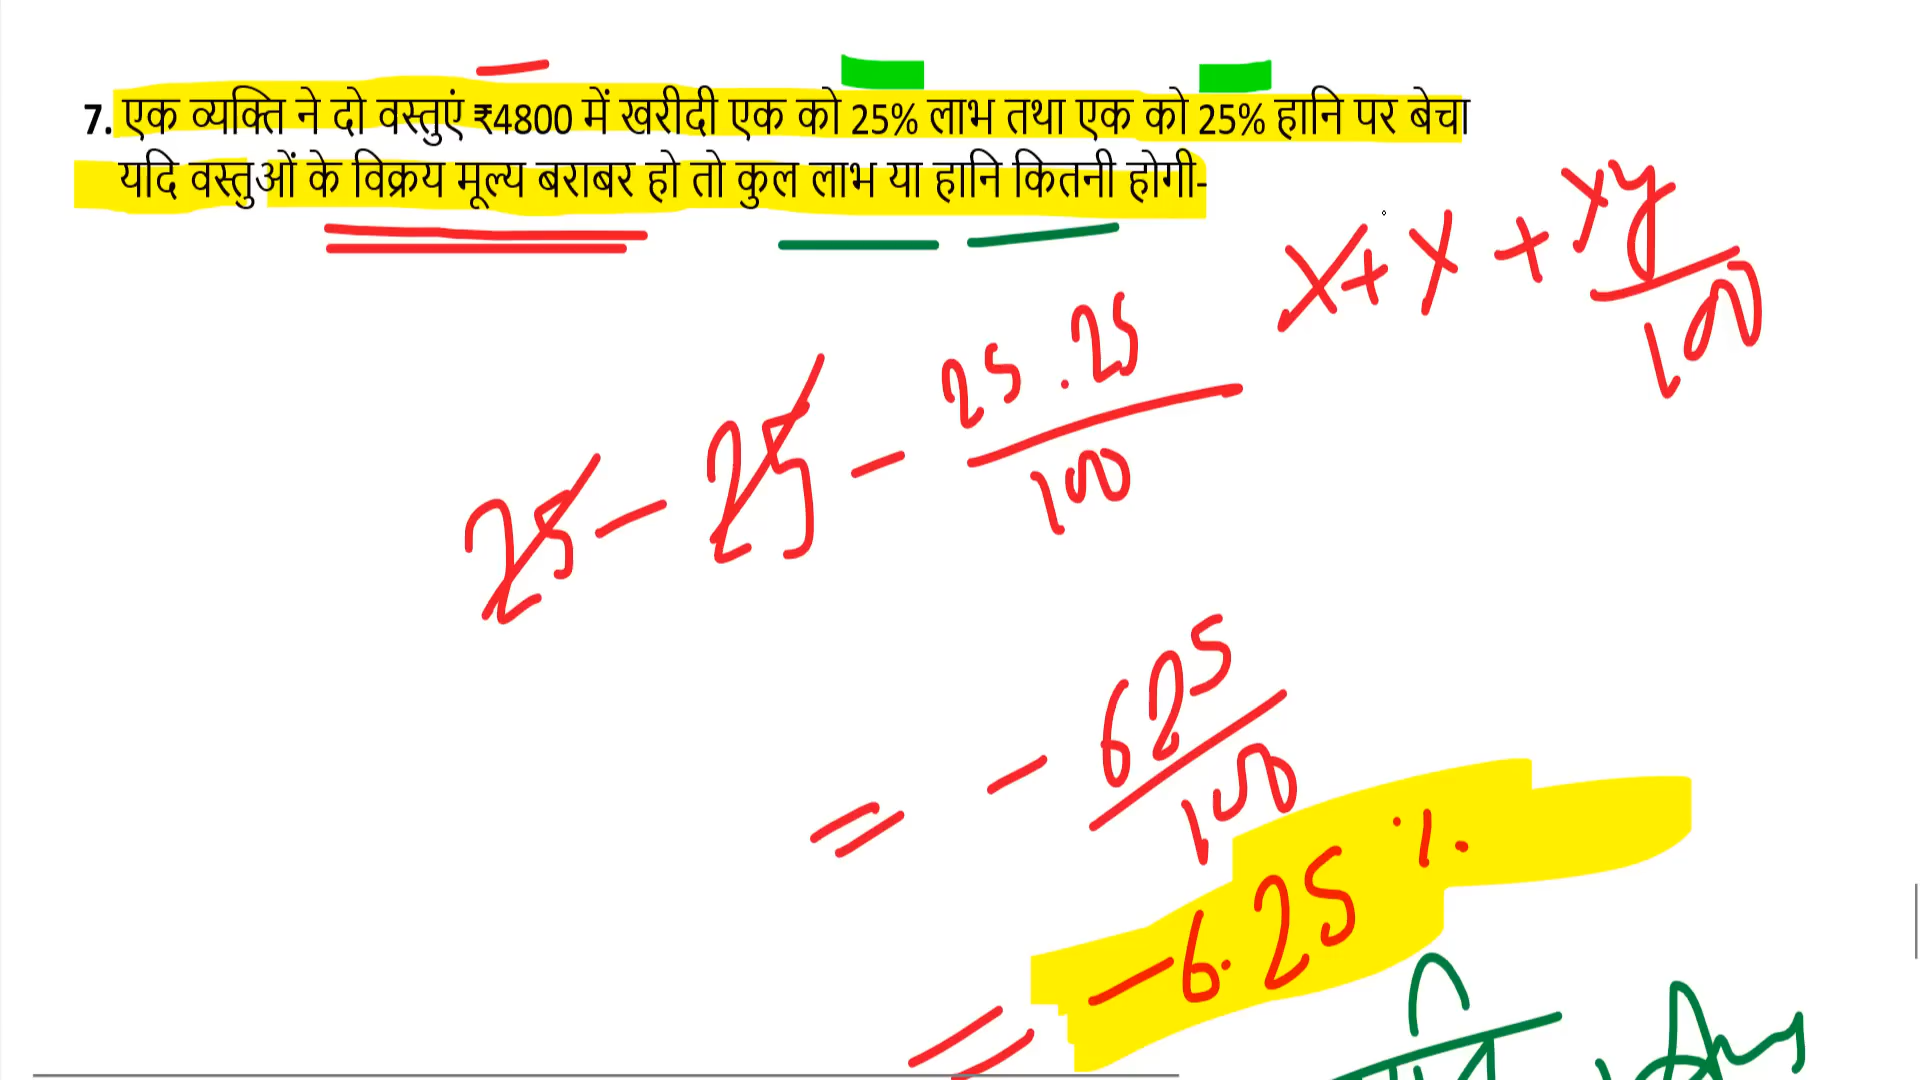 7. एक व्यक्ति ने दो वस्तुएं ₹4800 में खरीदी एक को 25% लाभ तथा एक को 25% हानि पर बेचा
यदि वस्तुओं के विक्रय मूल्य बराबर हो तो कुल लाभ या हानि कितनी होगी-
x + x + xy/100
25 - 25 - 25.25/100
= - 625/100
= -6.25 %